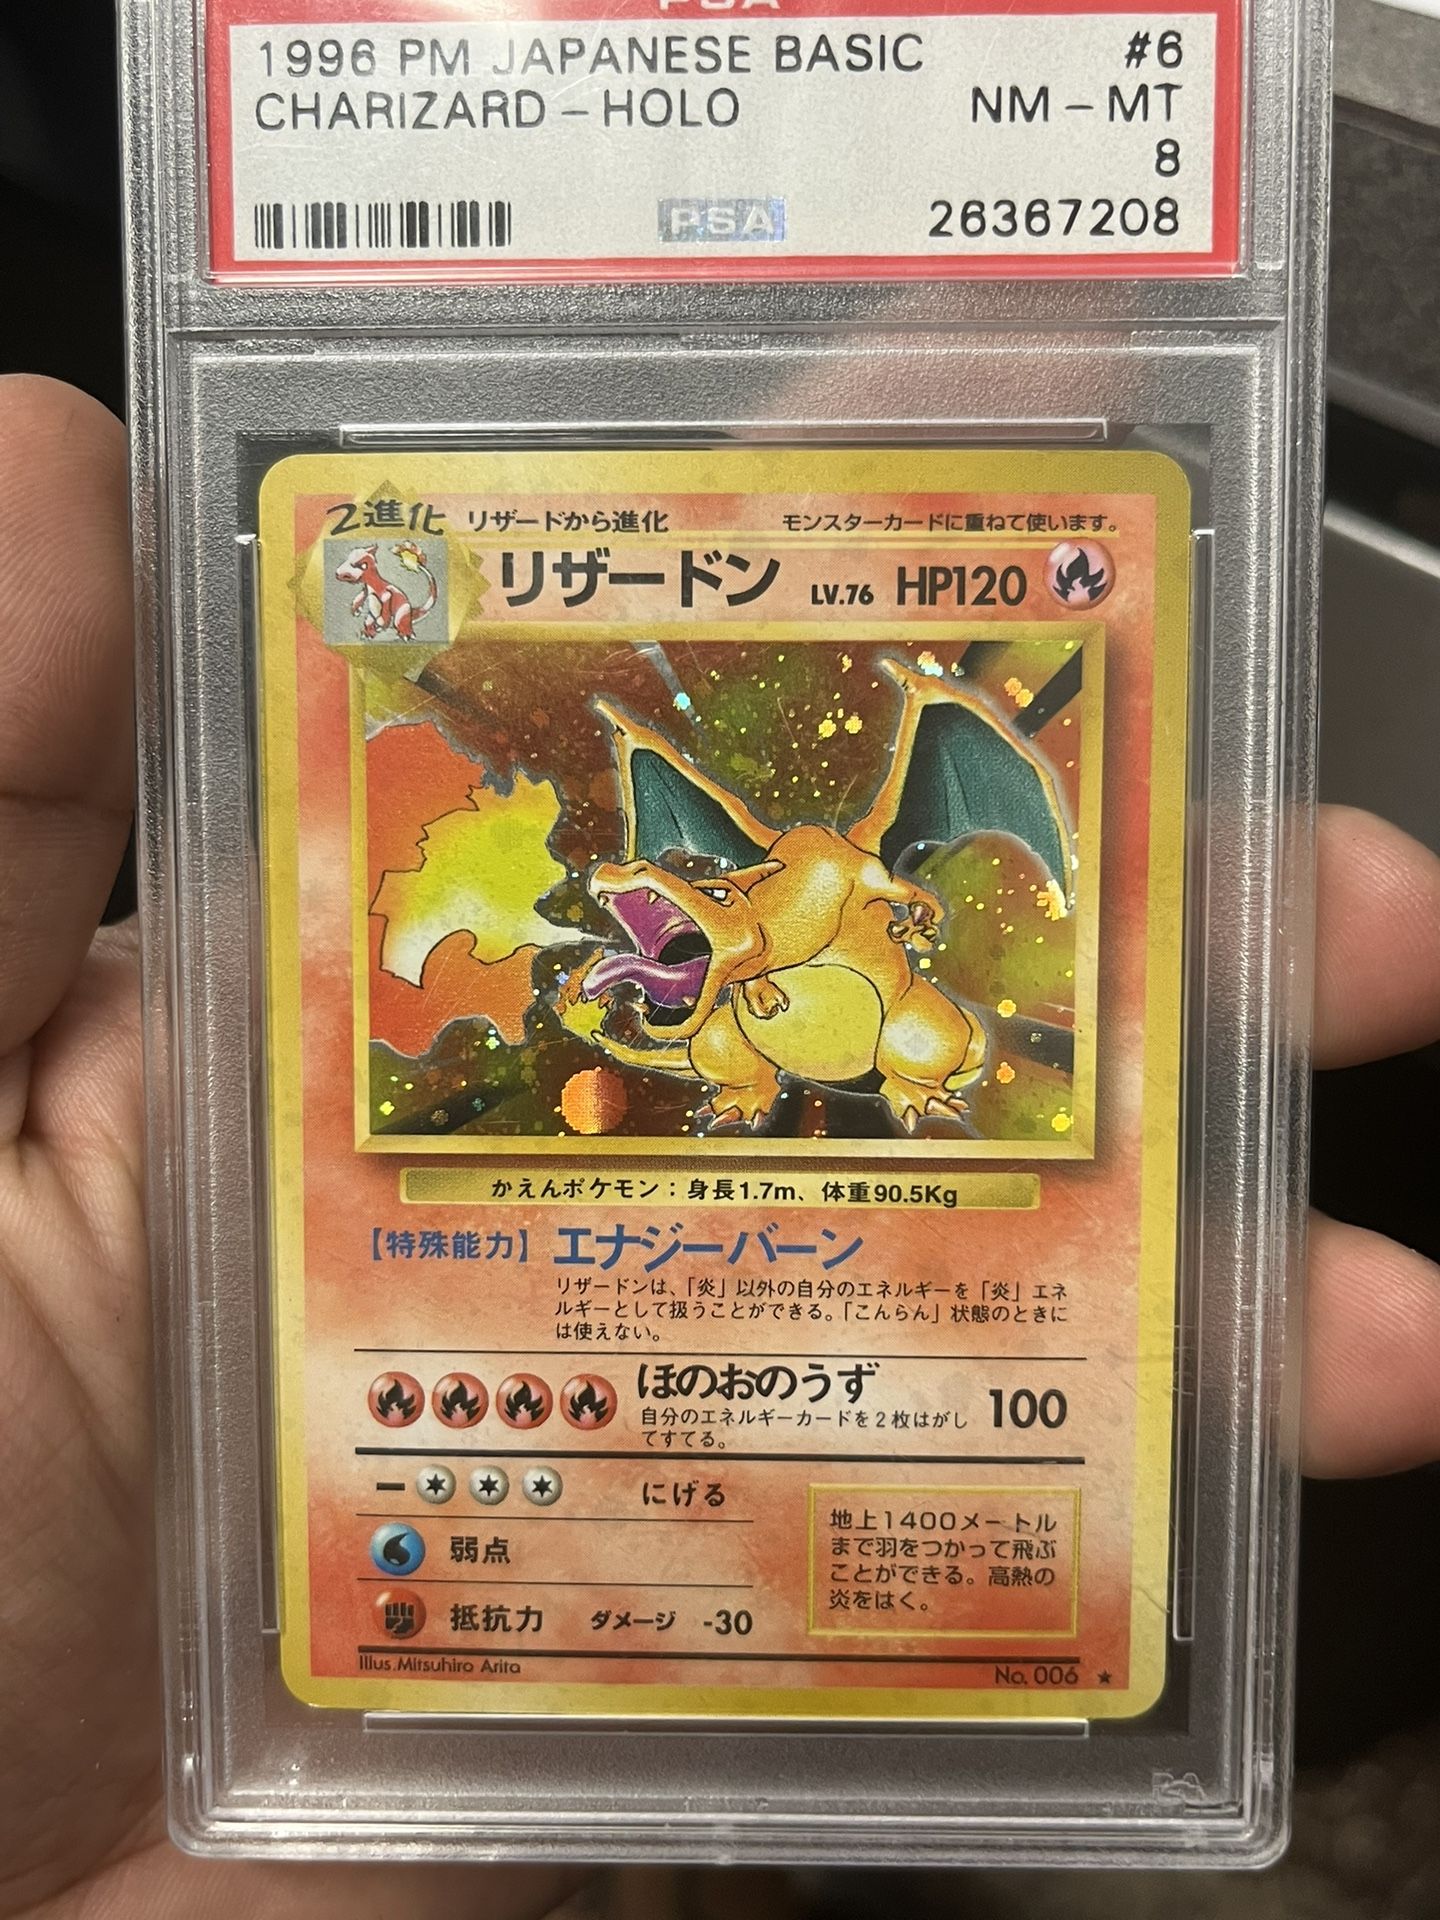 PSA
1996 PM JAPANESE BASIC #6
CHARIZARD - HOLO NM - MT
8
PSA 26367208
2進化 リザードから進化 モンスターカードに重ねて使います。
リザードン LV.76 HP120
かえんポケモン：身長1.7m、体重90.5Kg
【特殊能力】エナジーバーン
リザードンは、「炎」以外の自分のエネルギーを「炎」エネ
ルギーとして扱うことができる。「こんらん」状態のときに
は使えない。
ほのおのうず 100
自分のエネルギーカードを2枚はがし
てすてる。
ー にげる
弱点
抵抗力 ダメージ -30
地上1400メートル
まで羽をつかって飛ぶ
ことができる。高熱の
炎をはく。
Illus.Mitsuhiro Arita No. 006 ★
PSA